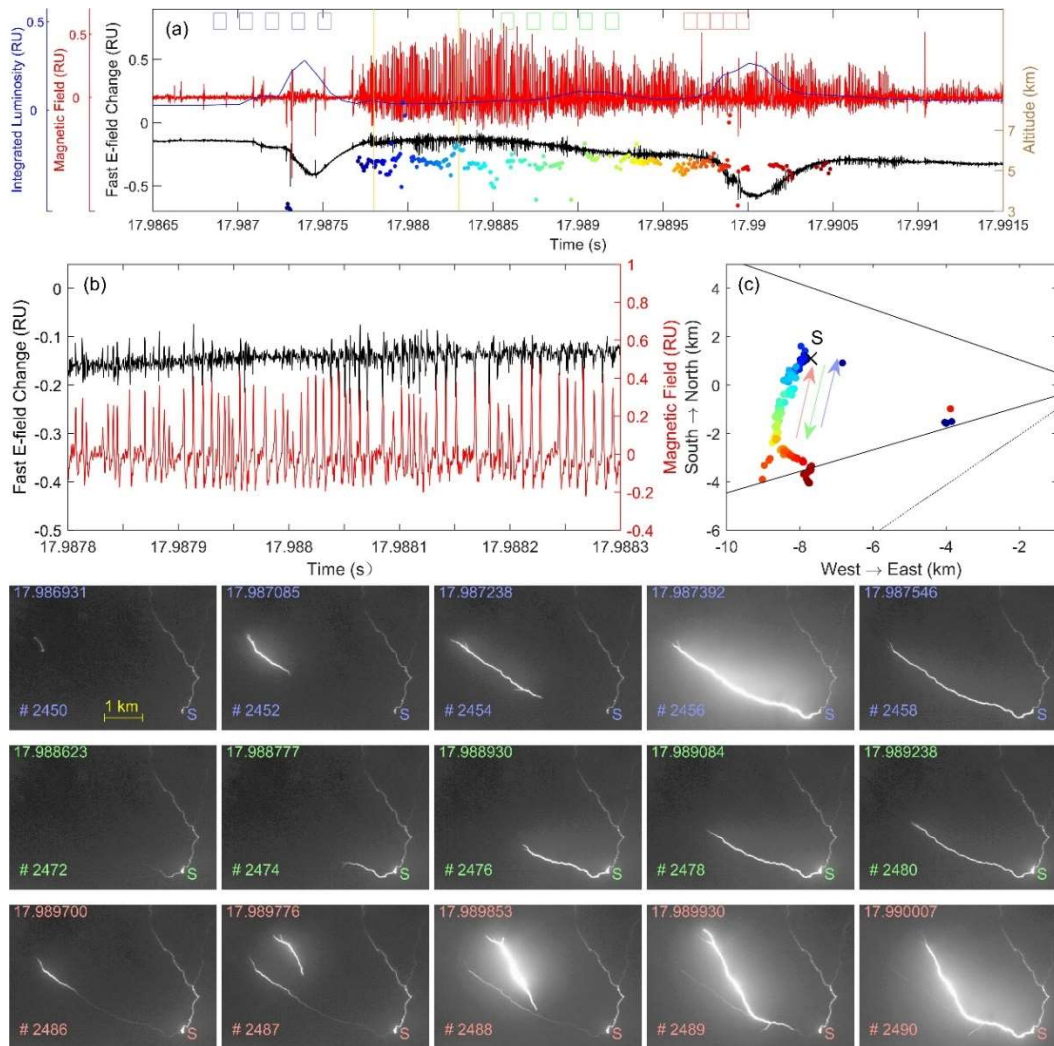 (a)
Integrated Luminosity (RU)
0.5
0
Magnetic Field (RU)
0.5
0
Fast E-field Change (RU)
0.5
0
-0.5
Altitude (km)
9
7
5
3
17.9865 17.987 17.9875 17.988 17.9885 17.989 17.9895 17.99 17.9905 17.991 17.9915
Time (s)
(b)
Fast E-field Change (RU)
0
-0.1
-0.2
-0.3
-0.4
-0.5
Magnetic Field (RU)
1
0.8
0.6
0.4
0.2
0
-0.2
-0.4
17.9878 17.9879 17.988 17.9881 17.9882 17.9883
Time (s)
(c)
S
South → North (km)
4
2
0
-2
-4
-6
-10 -8 -6 -4 -2
West → East (km)
17.986931 17.987085 17.987238 17.987392 17.987546
1 km
# 2450 S # 2452 S # 2454 S # 2456 S # 2458 S
17.988623 17.988777 17.988930 17.989084 17.989238
# 2472 S # 2474 S # 2476 S # 2478 S # 2480 S
17.989700 17.989776 17.989853 17.989930 17.990007
# 2486 S # 2487 S # 2488 S # 2489 S # 2490 S